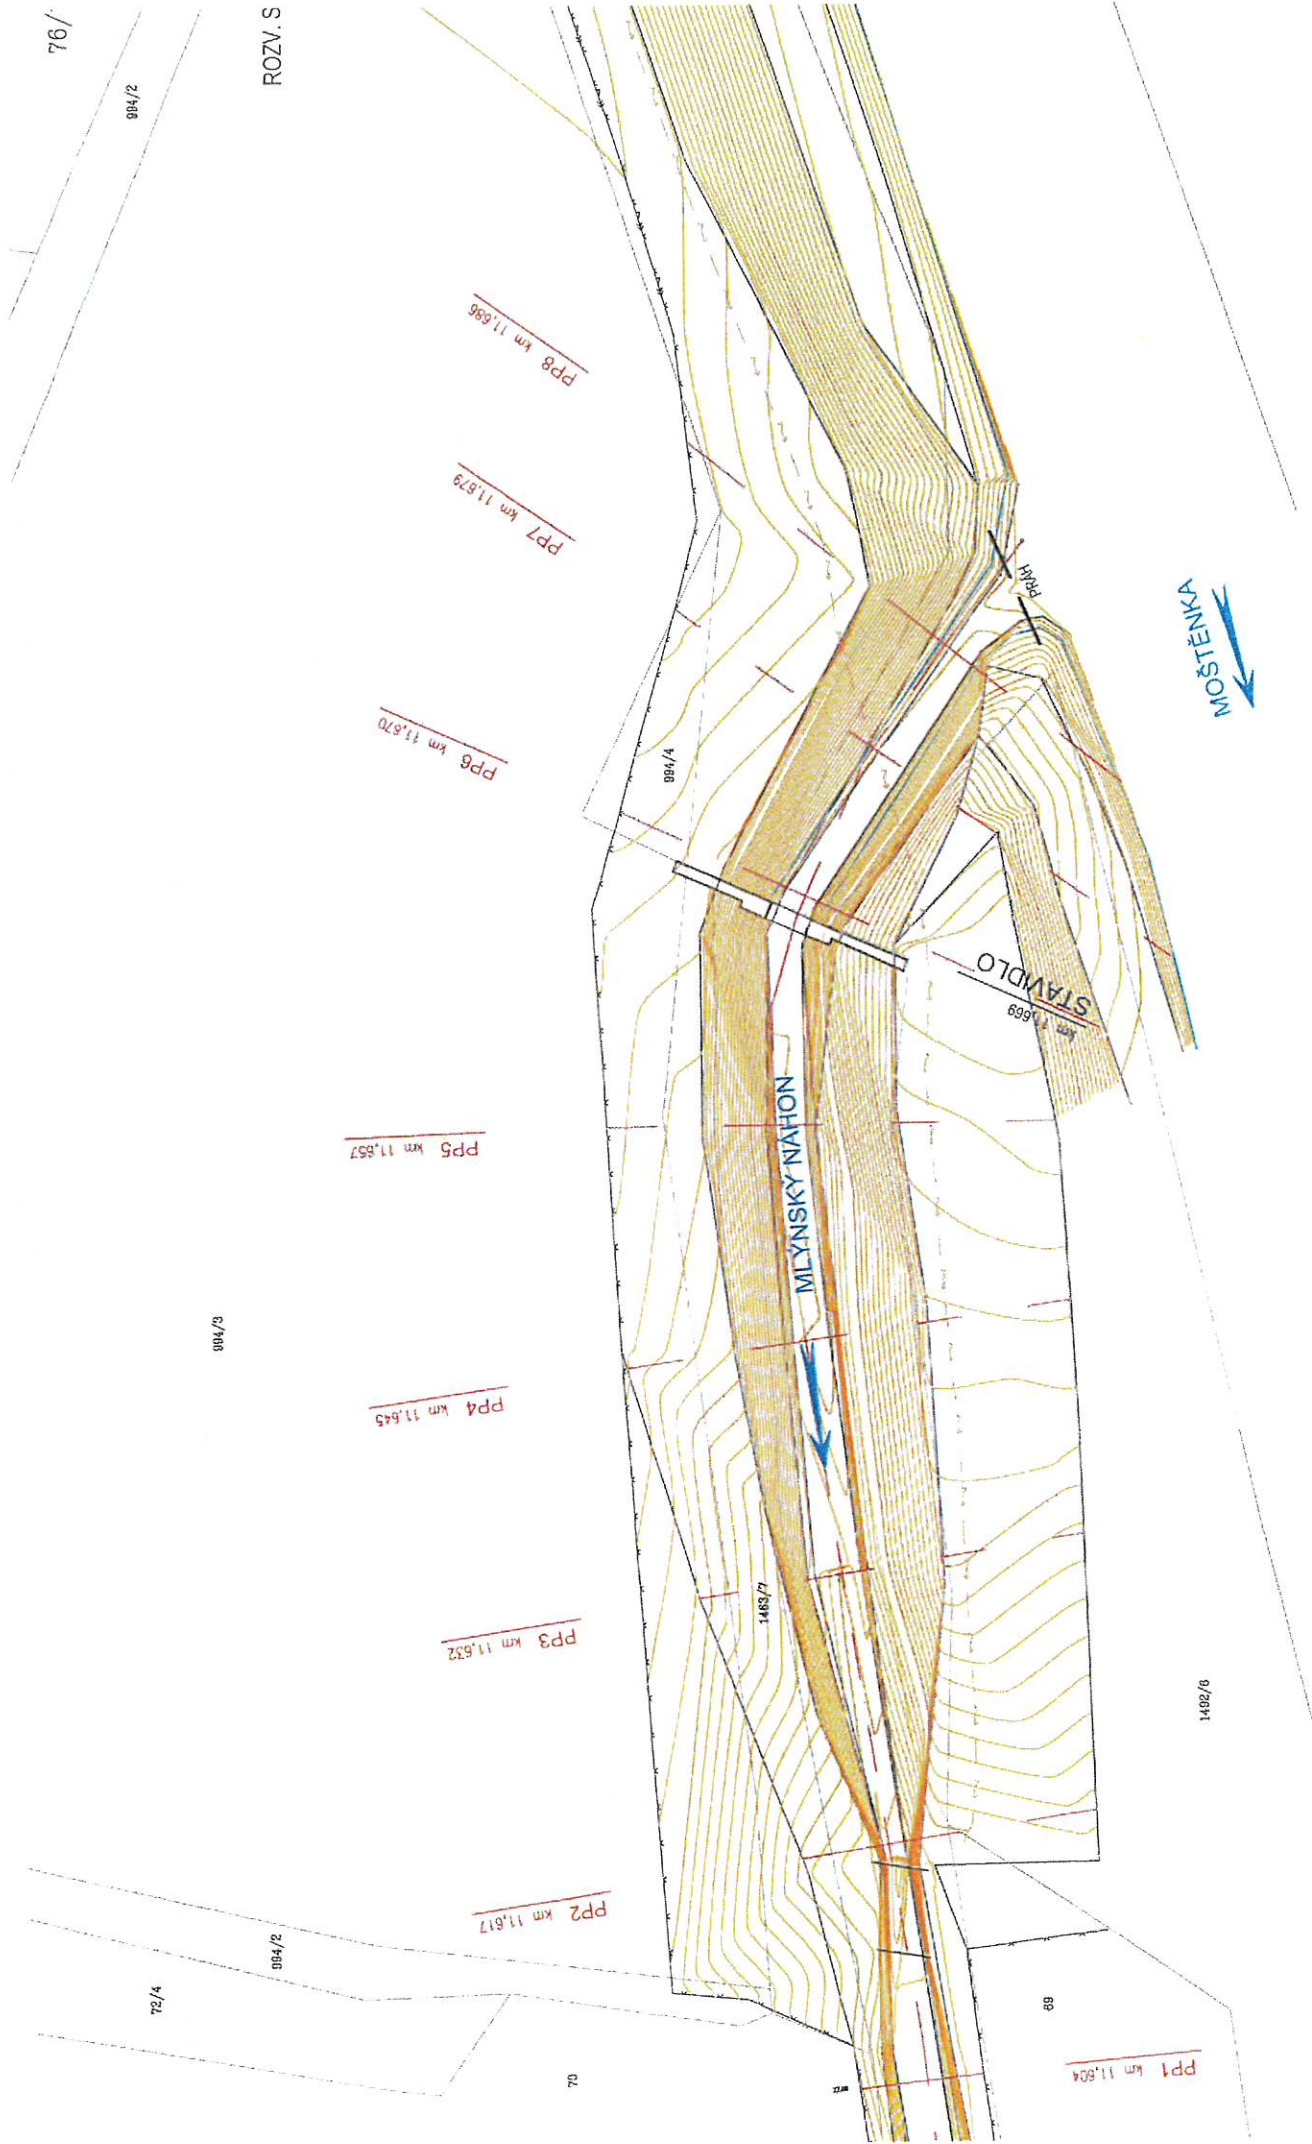 76/
994/2
ROZV. S
PP8 km 11,686
PP7 km 11,679
PP6 km 11,670
994/4
PRÁH
MOŠTĚNKA
STAVIDLO
km 11,669
MLÝNSKÝ NÁHON
PP5 km 11,657
994/3
PP4 km 11,645
PP3 km 11,632
1463/7
1492/6
PP2 km 11,617
994/2
72/4
70
69
PP1 km 11,604